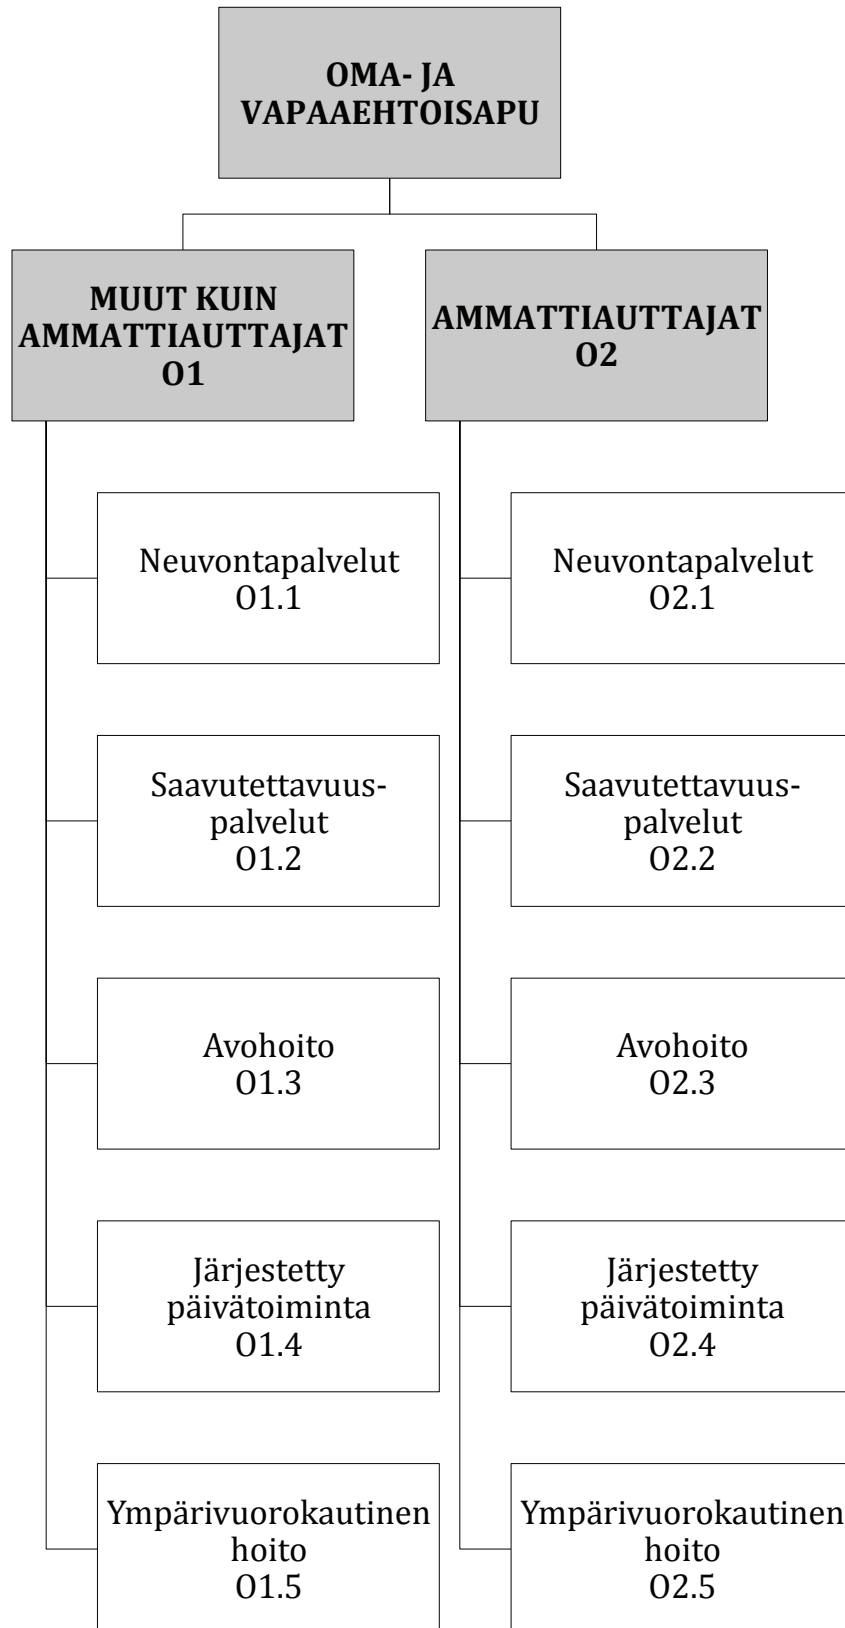 OMA- JA
VAPAAEHTOISAPU
MUUT KUIN
AMMATTIAUTTAJAT
O1
AMMATTIAUTTAJAT
O2
Neuvontapalvelut
O1.1
Neuvontapalvelut
O2.1
Saavutettavuus-
palvelut
O1.2
Saavutettavuus-
palvelut
O2.2
Avohoito
O1.3
Avohoito
O2.3
Järjestetty
päivätoiminta
O1.4
Järjestetty
päivätoiminta
O2.4
Ympärivuorokautinen
hoito
O1.5
Ympärivuorokautinen
hoito
O2.5